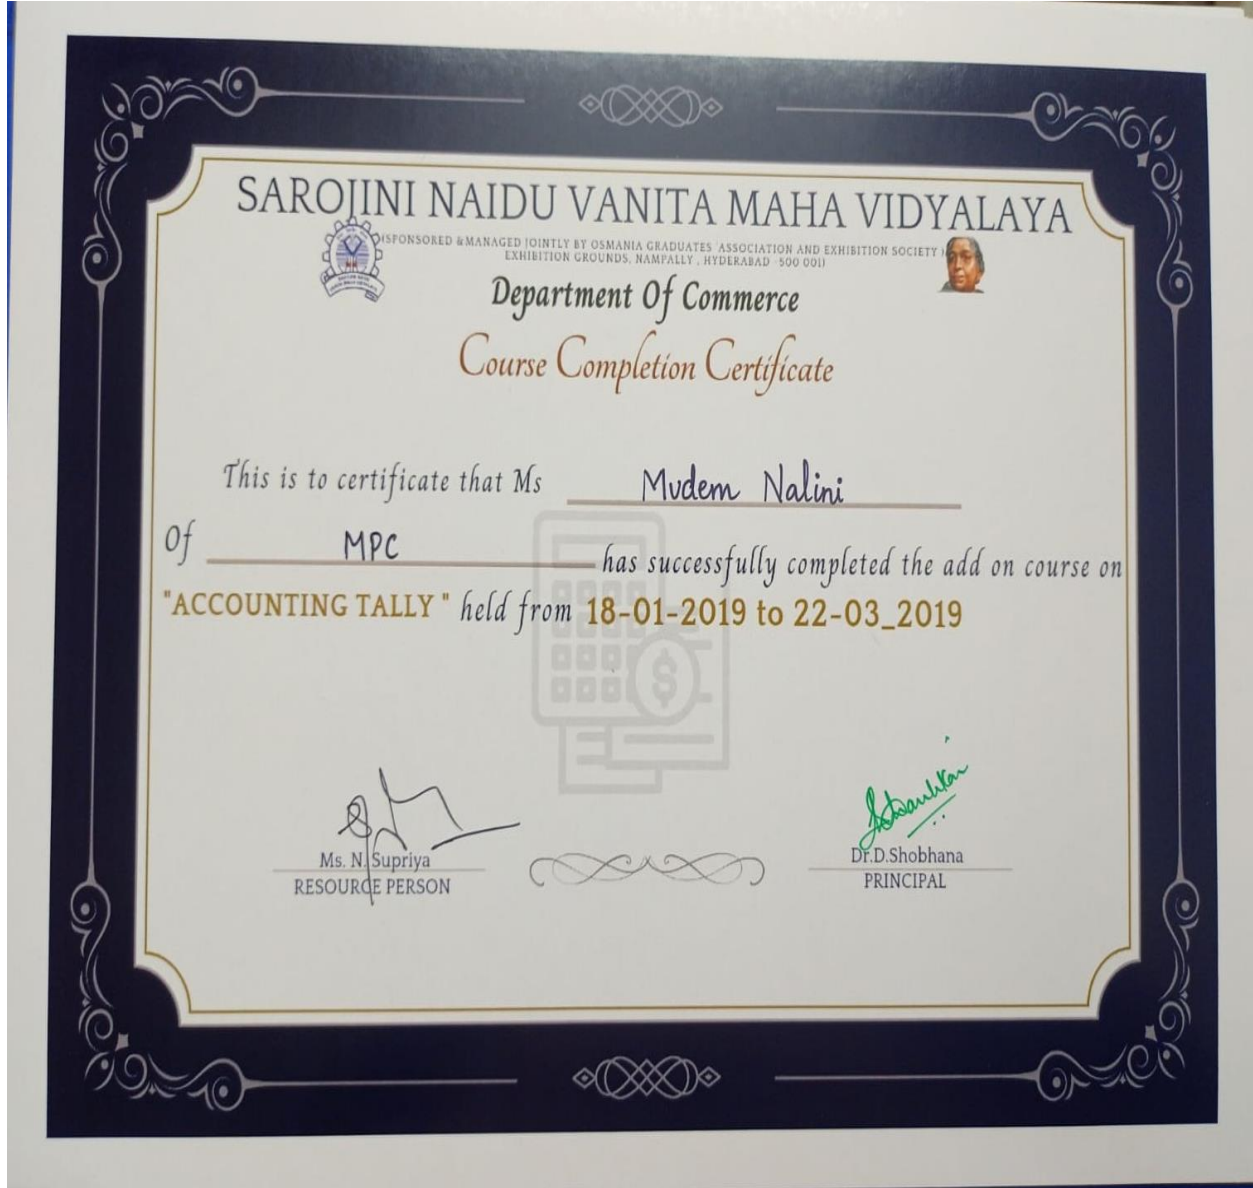 SAROJINI NAIDU VANITA MAHA VIDYALAYA
(SPONSORED & MANAGED JOINTLY BY OSMANIA GRADUATES 'ASSOCIATION AND EXHIBITION SOCIETY )
EXHIBITION GROUNDS, NAMPALLY , HYDERABAD -500 001)
Department Of Commerce
Course Completion Certificate
This is to certificate that Ms Mudem Nalini
Of MPC has successfully completed the add on course on
"ACCOUNTING TALLY " held from 18-01-2019 to 22-03_2019
$
Ms. N. Supriya
RESOURCE PERSON
Dr.D.Shobhana
PRINCIPAL